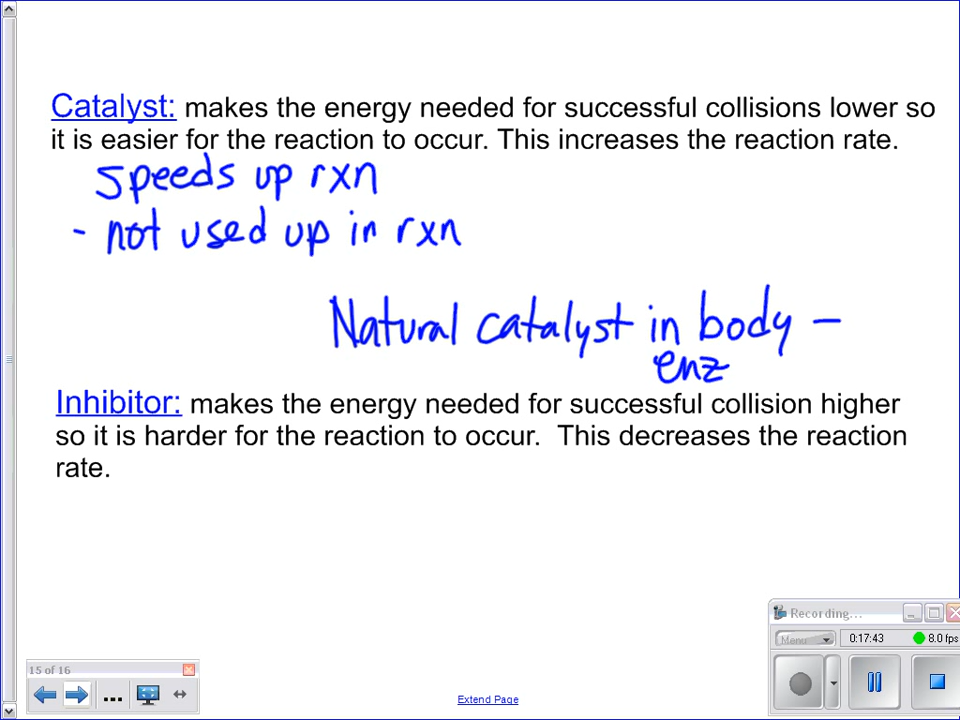 Catalyst: makes the energy needed for successful collisions lower so
it is easier for the reaction to occur. This increases the reaction rate.
speeds up rxn
- not used up in rxn
Natural catalyst in body –
enz
Inhibitor: makes the energy needed for successful collision higher
so it is harder for the reaction to occur.  This decreases the reaction
rate.
Recording...
Menu 0:17:43 8.0 fps
15 of 16
...
Extend Page